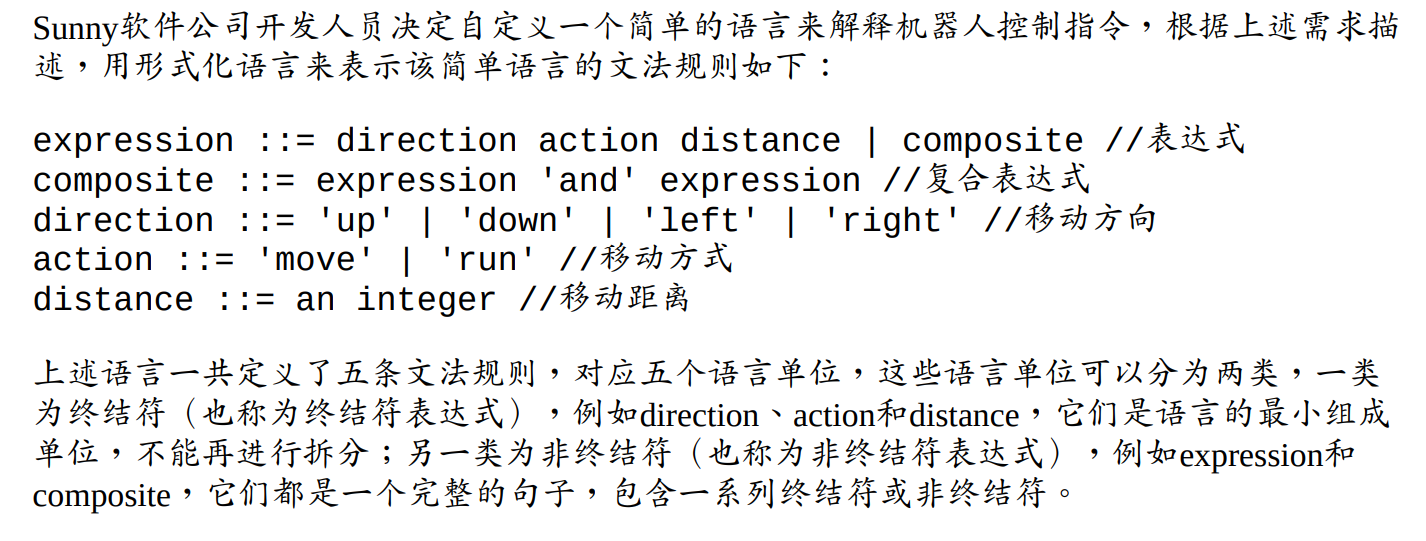 Sunny软件公司开发人员决定自定义一个简单的语言来解释机器人控制指令，根据上述需求描
述，用形式化语言来表示该简单语言的文法规则如下：
expression ::= direction action distance | composite //表达式
composite ::= expression 'and' expression //复合表达式
direction ::= 'up' | 'down' | 'left' | 'right' //移动方向
action ::= 'move' | 'run' //移动方式
distance ::= an integer //移动距离
上述语言一共定义了五条文法规则，对应五个语言单位，这些语言单位可以分为两类，一类
为终结符（也称为终结符表达式），例如direction、action和distance，它们是语言的最小组成
单位，不能再进行拆分；另一类为非终结符（也称为非终结符表达式），例如expression和
composite，它们都是一个完整的句子，包含一系列终结符或非终结符。